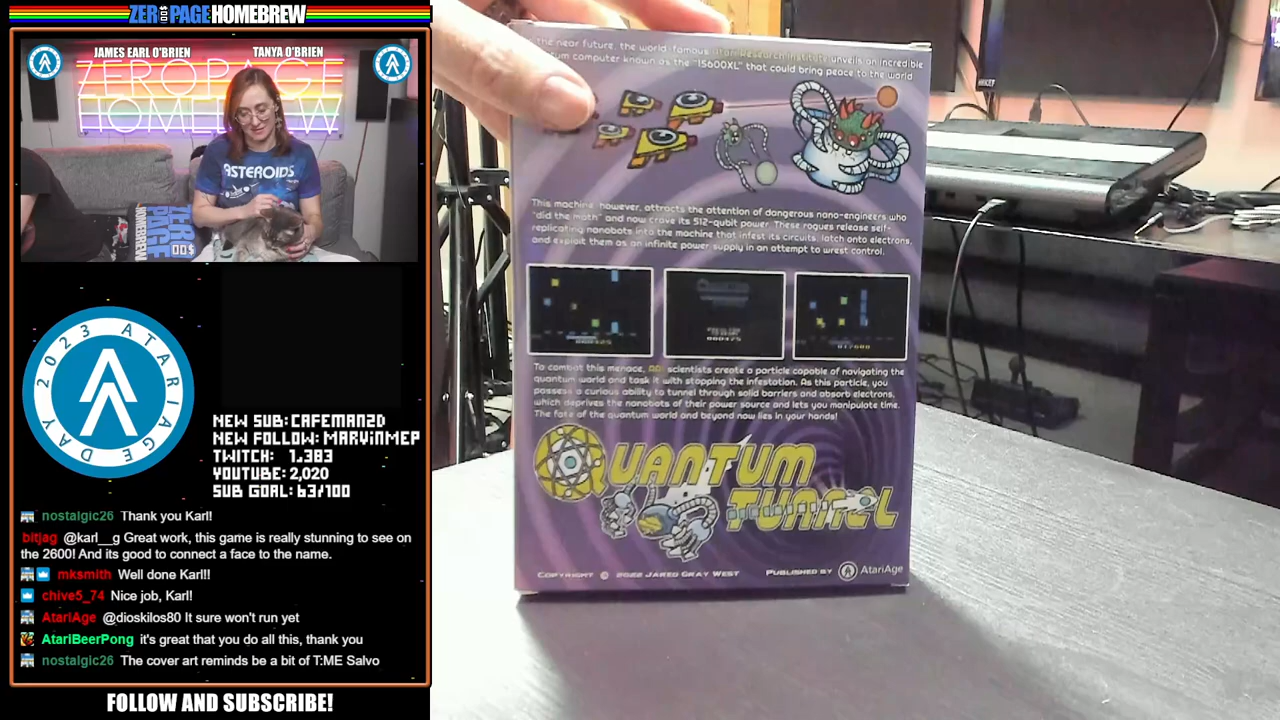 ZEROPAGE HOMEBREW
JAMES EARL O'BRIEN
TANYA O'BRIEN
ZEROPAGE
HOMEBREW
ASTEROIDS
ZERO
PAGE
HOMEBREW
2023 ATARIAGE DAY
NEW SUB: CAFEMAN2D
NEW FOLLOW: MARYINMEP
TWITCH: 1,383
YOUTUBE: 2,020
SUB GOAL: 63/100
nostalgic26 Thank you Karl!
bitjag @karl__g Great work, this game is really stunning to see on
the 2600! And its good to connect a face to the name.
mksmith Well done Karl!!
chive5_74 Nice job, Karl!
AtariAge @dioskilos80 It sure won't run yet
AtariBeerPong it's great that you do all this, thank you
nostalgic26 The cover art reminds be a bit of T:ME Salvo
FOLLOW AND SUBSCRIBE!
the near future, the world-famous Atari Research Institute unveils an incredible
computer known as the "15600XL" that could bring peace to the world
This machine, however, attracts the attention of dangerous nano-engineers who
"did the math" and now crave its 512-qubit power. These rogues release self-
replicating nanobots into the machine that infest its circuits, latch onto electrons,
and exploit them as an infinite power supply in an attempt to wrest control.
To combat this menace, scientists create a particle capable of navigating the
quantum world and task it with stopping the infestation. As this particle, you
possess a curious ability to tunnel through solid barriers and absorb electrons,
which deprives the nanobots of their power source and lets you manipulate time.
The fate of the quantum world and beyond now lies in your hands!
QUANTUM
TUNNEL
COPYRIGHT © 2022 JARED GRAY WEST
PUBLISHED BY AtariAge